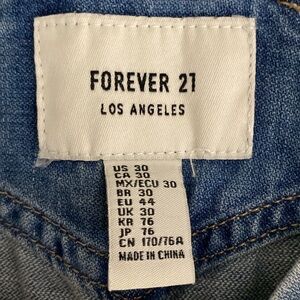 FOREVER 21
LOS ANGELES
US 30
CA 30
MX/ECU 30
BR 30
EU 44
UK 30
KR 76
JP 76
CN 170/76A
MADE IN CHINA